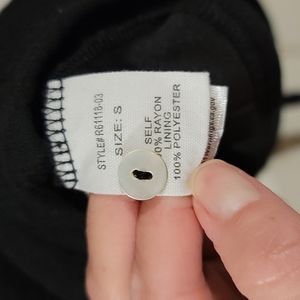 STYLE# R61118-03
SIZE: S
SELF
0% RAYON
LINING
100% POLYESTER